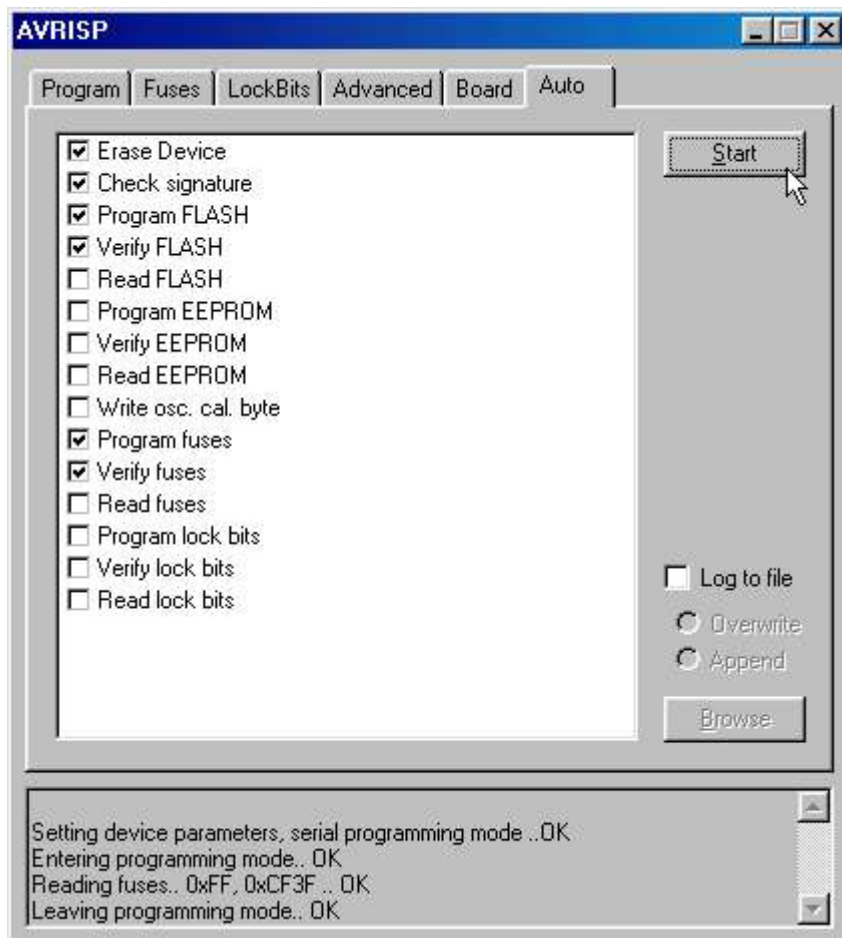 AVRISP
Program Fuses LockBits Advanced Board Auto
Erase Device
Check signature
Program FLASH
Verify FLASH
Read FLASH
Program EEPROM
Verify EEPROM
Read EEPROM
Write osc. cal. byte
Program fuses
Verify fuses
Read fuses
Program lock bits
Verify lock bits
Read lock bits
Start
Log to file
Overwrite
Append
Browse
Setting device parameters, serial programming mode ..OK
Entering programming mode.. OK
Reading fuses.. 0xFF, 0xCF3F .. OK
Leaving programming mode.. OK